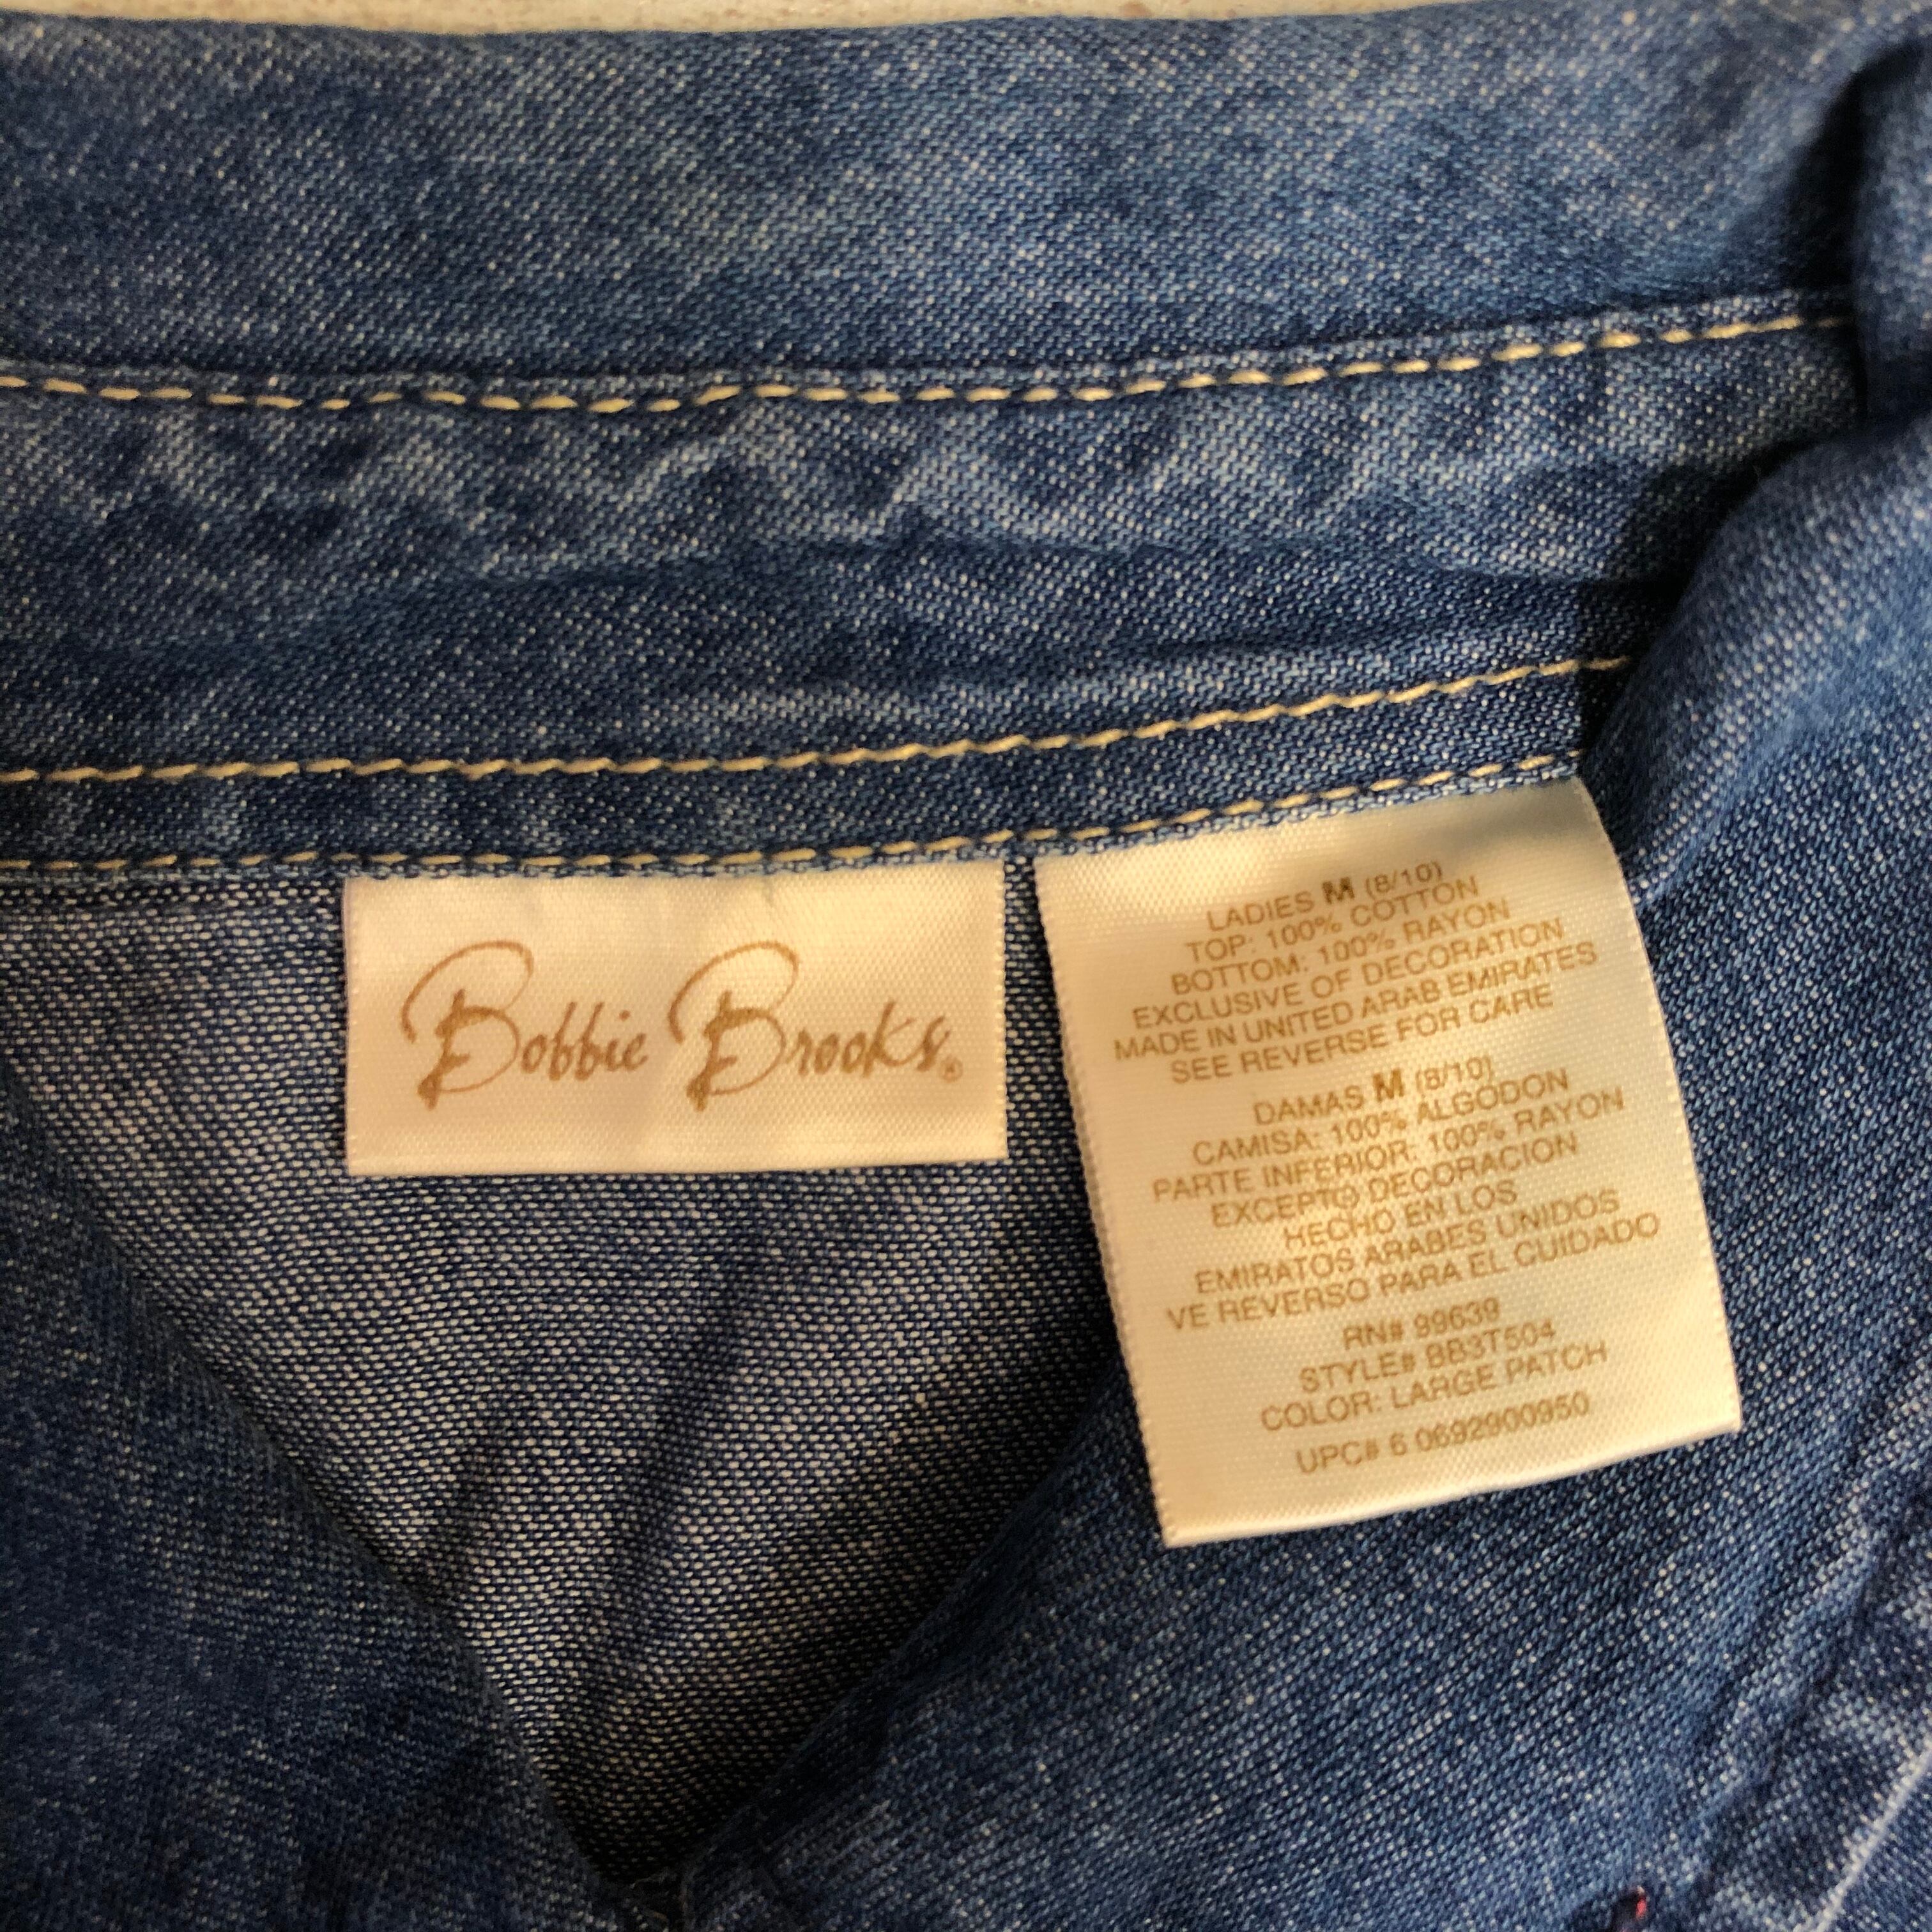 Bobbie Brooks®
LADIES M (8/10)
TOP: 100% COTTON
BOTTOM: 100% RAYON
EXCLUSIVE OF DECORATION
MADE IN UNITED ARAB EMIRATES
SEE REVERSE FOR CARE
DAMAS M (8/10)
CAMISA: 100% ALGODON
PARTE INFERIOR: 100% RAYON
EXCEPTO DECORACION
HECHO EN LOS
EMIRATOS ARABES UNIDOS
VE REVERSO PARA EL CUIDADO
RN# 99639
STYLE# BB3T504
COLOR: LARGE PATCH
UPC# 6 0692900950